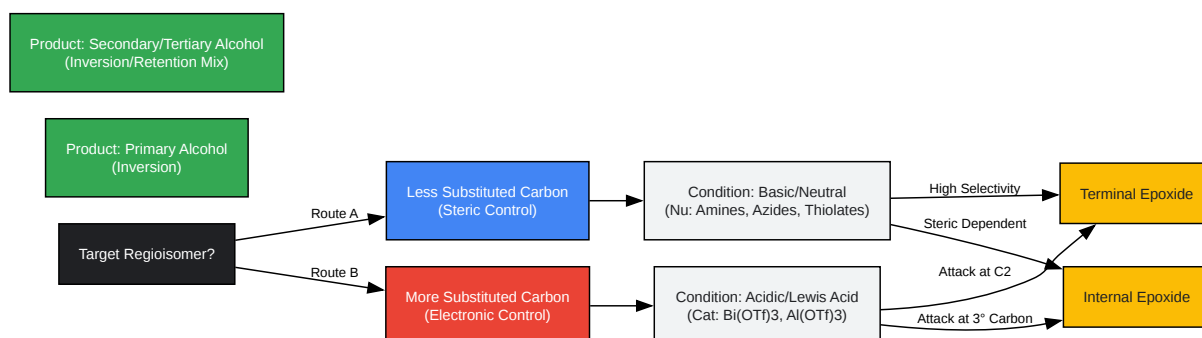 Product: Secondary/Tertiary Alcohol
(Inversion/Retention Mix)
Product: Primary Alcohol
(Inversion)
Target Regioisomer?
Route A
Route B
Less Substituted Carbon
(Steric Control)
More Substituted Carbon
(Electronic Control)
Condition: Basic/Neutral
(Nu: Amines, Azides, Thiolates)
Condition: Acidic/Lewis Acid
(Cat: Bi(OTf)3, Al(OTf)3)
High Selectivity
Steric Dependent
Attack at C2
Attack at 3° Carbon
Terminal Epoxide
Internal Epoxide